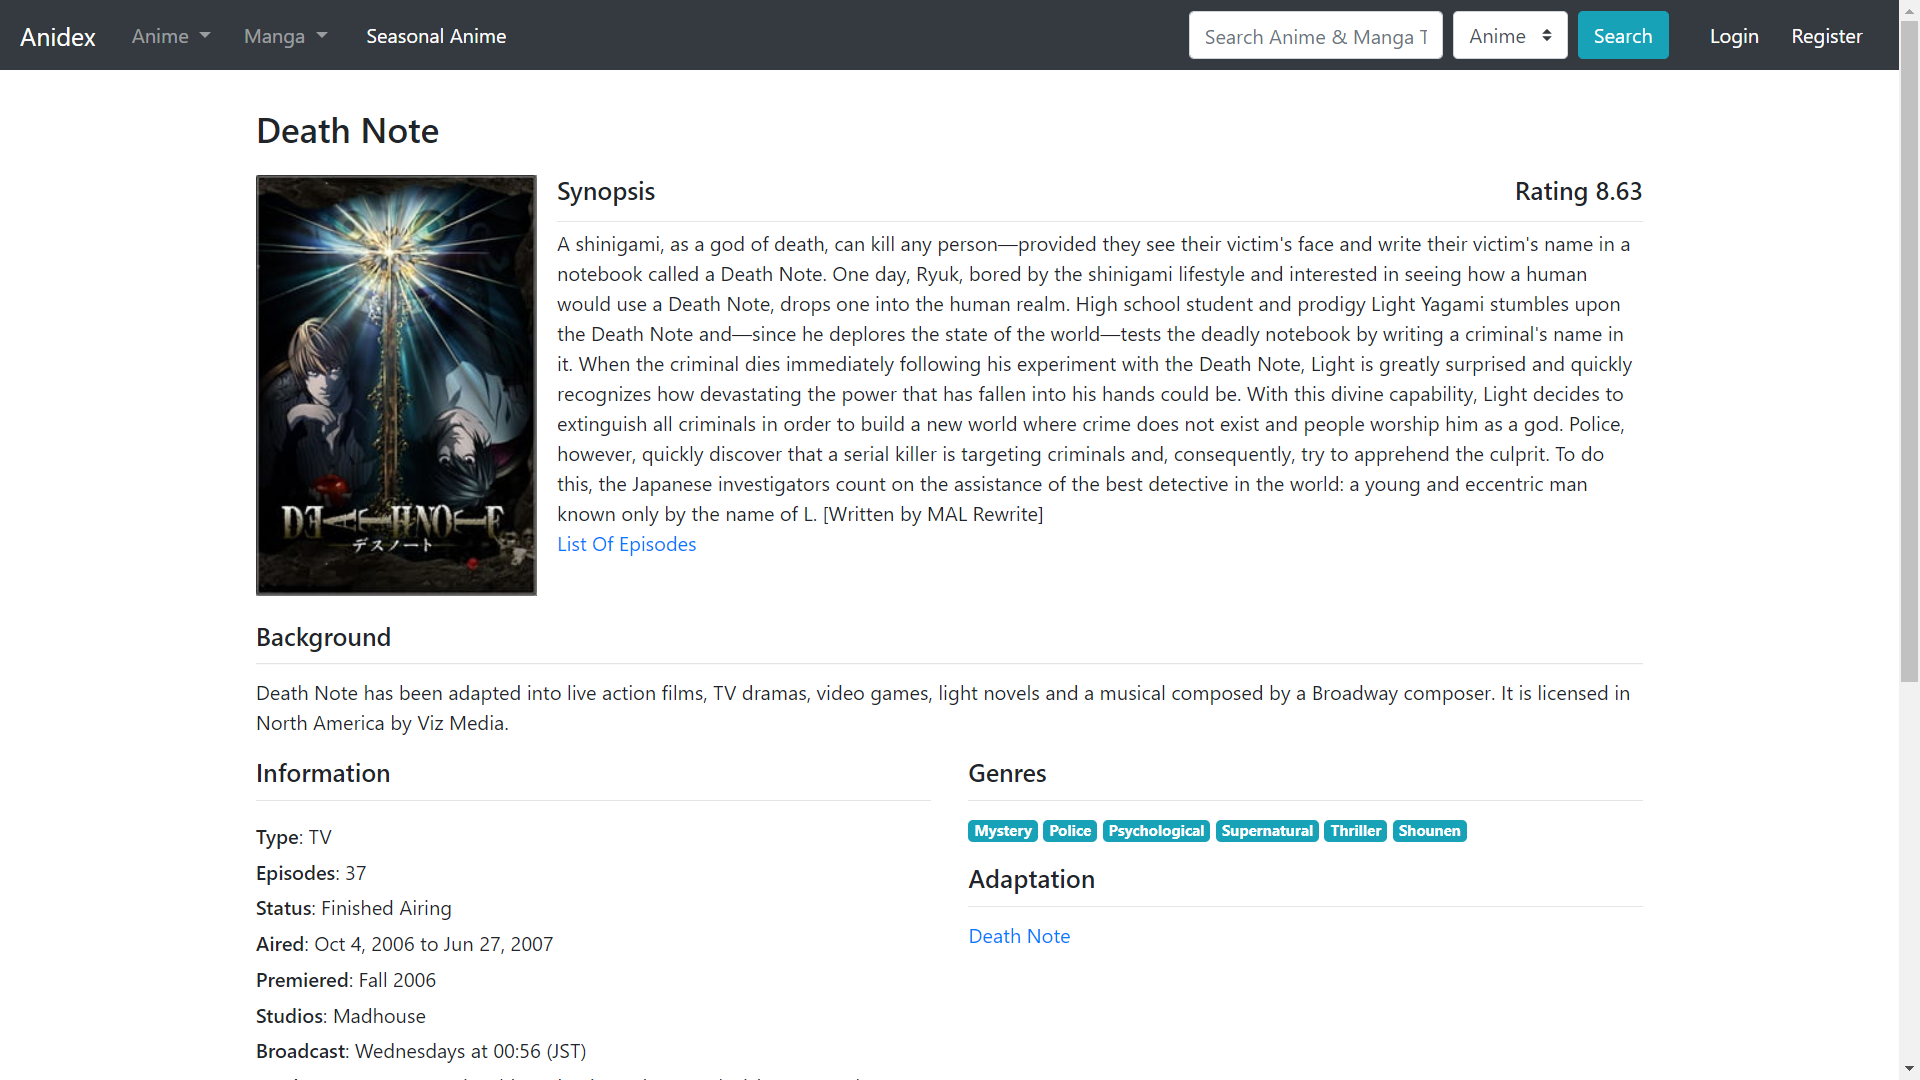 Anidex Anime Manga Seasonal Anime Search Anime & Manga T Anime Search Login Register
Death Note
DEATH NOTE
デスノート
Synopsis Rating 8.63
A shinigami, as a god of death, can kill any person—provided they see their victim's face and write their victim's name in a
notebook called a Death Note. One day, Ryuk, bored by the shinigami lifestyle and interested in seeing how a human
would use a Death Note, drops one into the human realm. High school student and prodigy Light Yagami stumbles upon
the Death Note and—since he deplores the state of the world—tests the deadly notebook by writing a criminal's name in
it. When the criminal dies immediately following his experiment with the Death Note, Light is greatly surprised and quickly
recognizes how devastating the power that has fallen into his hands could be. With this divine capability, Light decides to
extinguish all criminals in order to build a new world where crime does not exist and people worship him as a god. Police,
however, quickly discover that a serial killer is targeting criminals and, consequently, try to apprehend the culprit. To do
this, the Japanese investigators count on the assistance of the best detective in the world: a young and eccentric man
known only by the name of L. [Written by MAL Rewrite]
List Of Episodes
Background
Death Note has been adapted into live action films, TV dramas, video games, light novels and a musical composed by a Broadway composer. It is licensed in
North America by Viz Media.
Information
Type: TV
Episodes: 37
Status: Finished Airing
Aired: Oct 4, 2006 to Jun 27, 2007
Premiered: Fall 2006
Studios: Madhouse
Broadcast: Wednesdays at 00:56 (JST)
Genres
Mystery Police Psychological Supernatural Thriller Shounen
Adaptation
Death Note